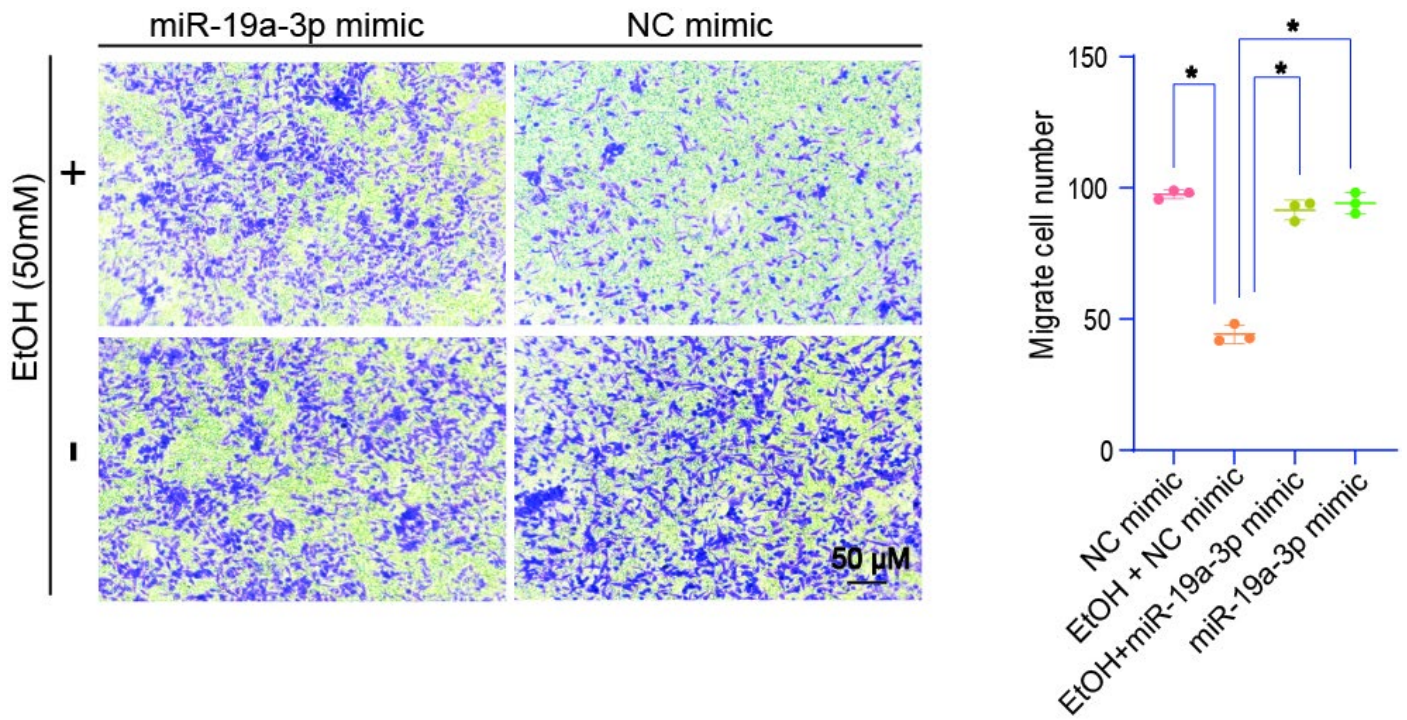 miR-19a-3p mimic
NC mimic
EtOH (50mM)
+
-
50 µM
Migrate cell number
150
100
50
0
*
*
*
NC mimic
EtOH + NC mimic
EtOH+miR-19a-3p mimic
miR-19a-3p mimic